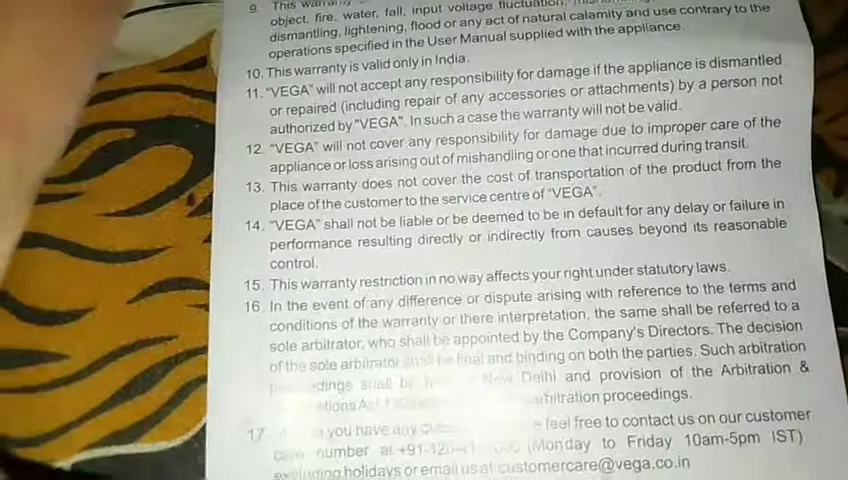 9. This warranty
object, fire, water, fall, input voltage fluctuation,
dismantling, lightening, flood or any act of natural calamity and use contrary to the
operations specified in the User Manual supplied with the appliance.
10. This warranty is valid only in India.
11. "VEGA" will not accept any responsibility for damage if the appliance is dismantled
or repaired (including repair of any accessories or attachments) by a person not
authorized by "VEGA". In such a case the warranty will not be valid.
12. "VEGA" will not cover any responsibility for damage due to improper care of the
appliance or loss arising out of mishandling or one that incurred during transit.
13. This warranty does not cover the cost of transportation of the product from the
place of the customer to the service centre of "VEGA".
14. "VEGA" shall not be liable or be deemed to be in default for any delay or failure in
performance resulting directly or indirectly from causes beyond its reasonable
control.
15. This warranty restriction in no way affects your right under statutory laws.
16. In the event of any difference or dispute arising with reference to the terms and
conditions of the warranty or there interpretation, the same shall be referred to a
sole arbitrator, who shall be appointed by the Company's Directors. The decision
of the sole arbitrator shall be final and binding on both the parties. Such arbitration
shall be New Delhi and provision of the Arbitration &
arbitration proceedings.
17. you have any feel free to contact us on our customer
care number at (Monday to Friday 10am-5pm IST)
excluding holidays or email us at customercare@vega.co.in